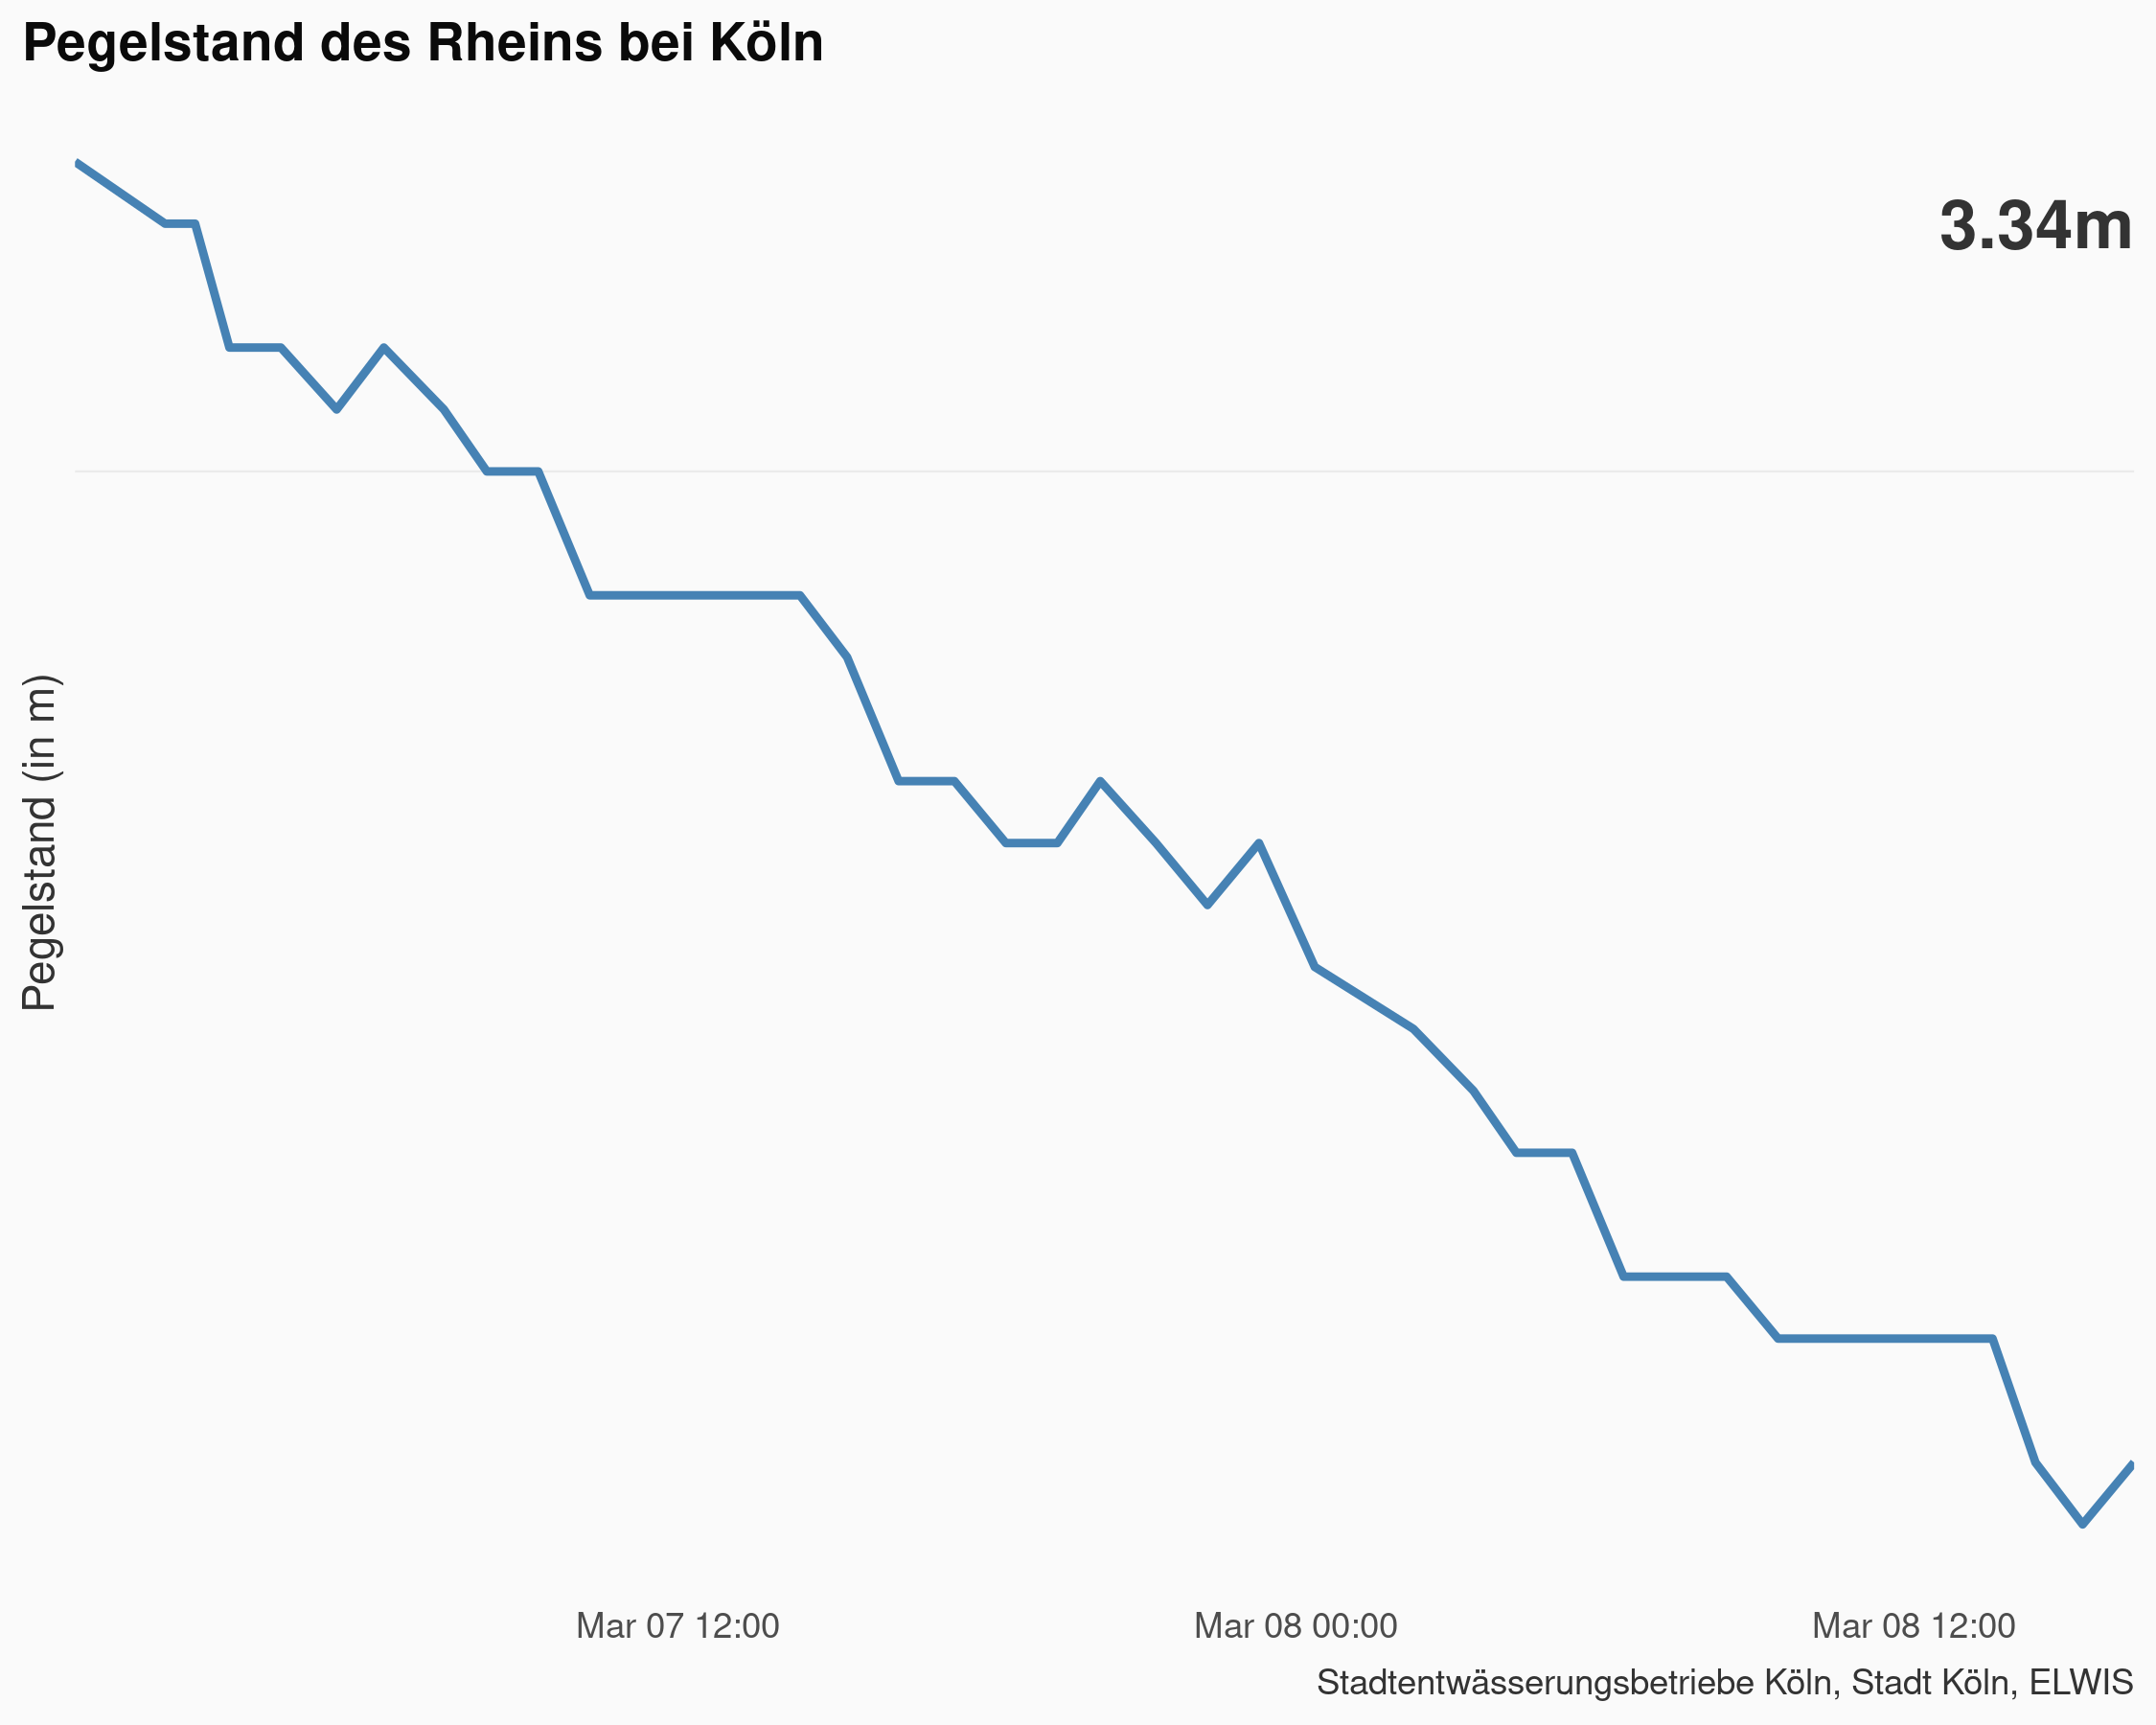 Pegelstand des Rheins bei Köln
3.34m
Pegelstand (in m)
Mar 07 12:00
Mar 08 00:00
Mar 08 12:00
Stadtentwässerungsbetriebe Köln, Stadt Köln, ELWIS